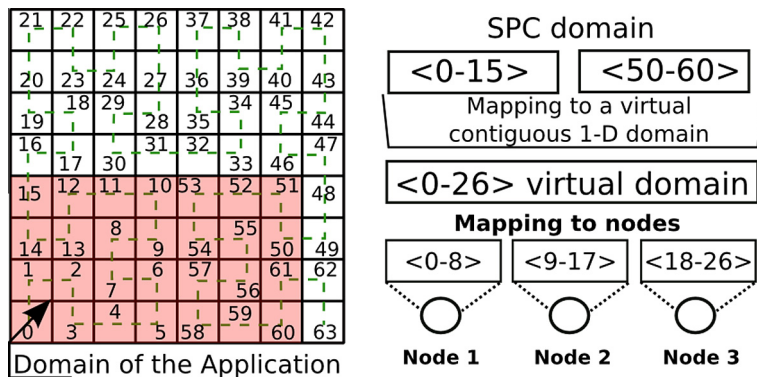 21 22 25 26 37 38 41 42
20 23 24 27 36 39 40 43
19 18 29 28 35 34 45 44
16 17 30 31 32 33 46 47
15 12 11 10 53 52 51 48
14 13 8 9 54 55 50 49
1 2 7 6 57 56 61 62
0 3 4 5 58 59 60 63
Domain of the Application
SPC domain
<0-15> <50-60>
Mapping to a virtual
contiguous 1-D domain
<0-26> virtual domain
Mapping to nodes
<0-8> <9-17> <18-26>
Node 1 Node 2 Node 3